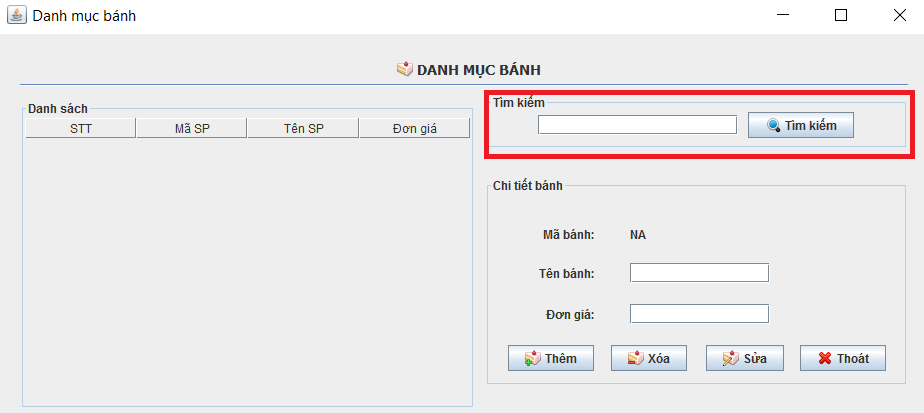 Danh mục bánh
DANH MỤC BÁNH
Danh sách
STT Mã SP Tên SP Đơn giá
Tìm kiếm
Tìm kiếm
Chi tiết bánh
Mã bánh: NA
Tên bánh:
Đơn giá:
Thêm Xóa Sửa Thoát